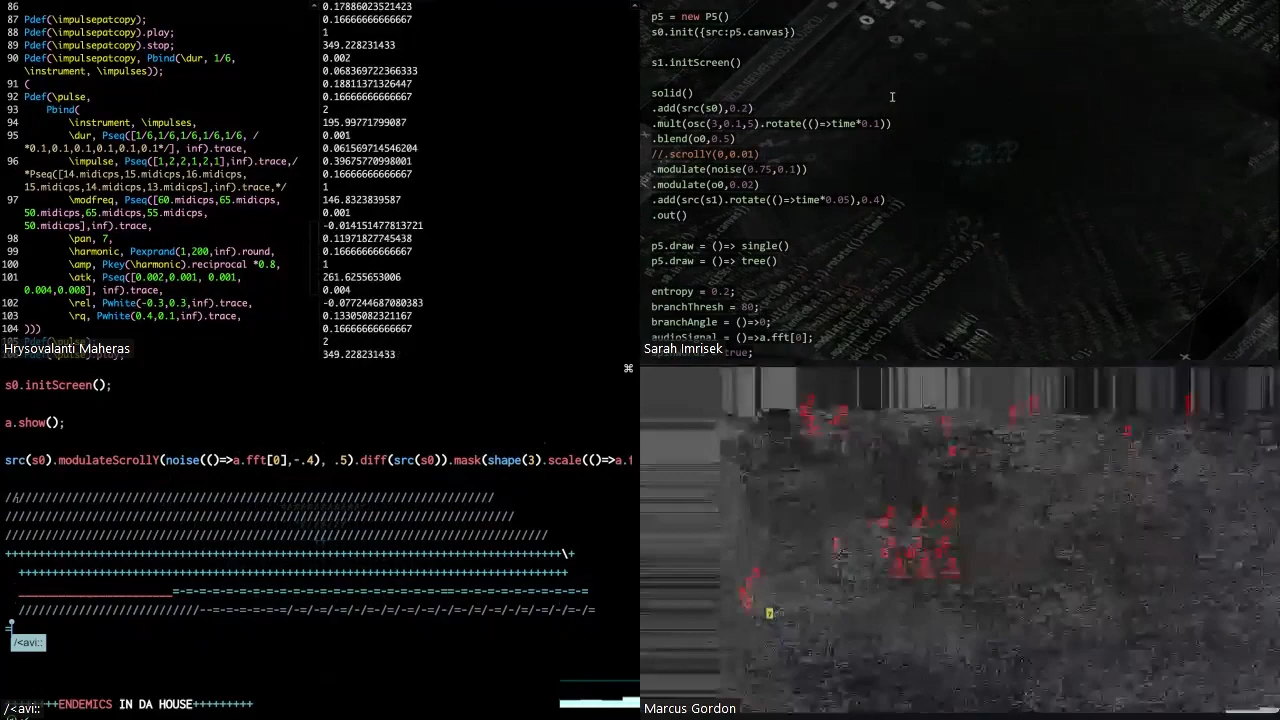 86
87 Pdef(\impulsepatcopy);
88 Pdef(\impulsepatcopy).play;
89 Pdef(\impulsepatcopy).stop;
90 Pdef(\impulsepatcopy, Pbind(\dur, 1/6,
\instrument, \impulses));
91 (
92 Pdef(\pulse,
93 Pbind(
94 \instrument, \impulses,
95 \dur, Pseq([1/6,1/6,1/6,1/6,1/6, /
*0.1,0.1,0.1,0.1,0.1,0.1*/], inf).trace,
96 \impulse, Pseq([1,2,2,1,2,1],inf).trace,/
*Pseq([14.midicps,15.midicps,16.midicps,
15.midicps,14.midicps,13.midicps],inf).trace,*/
97 \modfreq, Pseq([60.midicps,65.midicps,
50.midicps,65.midicps,55.midicps,
50.midicps],inf).trace,
98 \pan, 7,
99 \harmonic, Pexprand(1,200,inf).round,
100 \amp, Pkey(\harmonic).reciprocal *0.8,
101 \atk, Pseq([0.002,0.001, 0.001,
0.004,0.008], inf).trace,
102 \rel, Pwhite(-0.3,0.3,inf).trace,
103 \rq, Pwhite(0.4,0.1,inf).trace,
104 )))
Hrysovalanti Maheras
0.17886023521423
0.16666666666667
1
349.228231433
0.002
0.068369722366333
0.18811371326447
0.16666666666667
2
195.99771799087
0.001
0.061569714546204
0.39675770998001
0.16666666666667
1
146.8323839587
0.001
-0.014151477813721
0.11971827745438
0.16666666666667
1
261.6255653006
0.004
-0.077244687080383
0.13305082321167
0.16666666666667
2
349.228231433
p5 = new P5()
s0.init({src:p5.canvas})
s1.initScreen()
solid()
.add(src(s0),0.2)
.mult(osc(3,0.1,5).rotate(()=>time*0.1))
.blend(o0,0.5)
//.scrollY(0,0.01)
.modulate(noise(0.75,0.1))
.modulate(o0,0.02)
.add(src(s1).rotate(()=>time*0.05),0.4)
.out()
p5.draw = ()=> single()
p5.draw = ()=> tree()
entropy = 0.2;
branchThresh = 80;
branchAngle = ()=>0;
audioSignal = ()=>a.fft[0];
Sarah Imrisek
true;
⌘
s0.initScreen();
a.show();
src(s0).modulateScrollY(noise(()=>a.fft[0],-.4), .5).diff(src(s0)).mask(shape(3).scale(()=>a.f
/<avi::
++ENDEMICS IN DA HOUSE+++++++++
/<avi::
Marcus Gordon